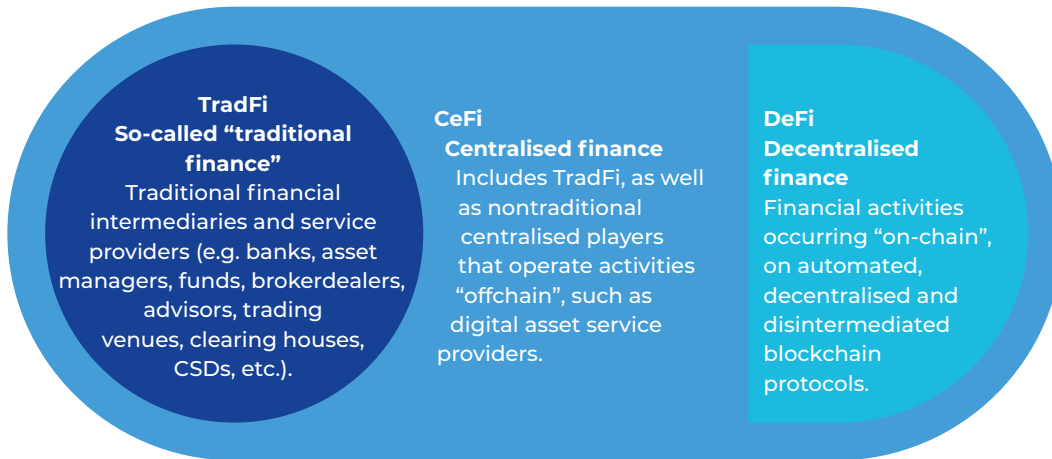 TradFi
So-called “traditional
finance”
Traditional financial
intermediaries and service
providers (e.g. banks, asset
managers, funds, brokerdealers,
advisors, trading
venues, clearing houses,
CSDs, etc.).
CeFi
Centralised finance
Includes TradFi, as well
as nontraditional
centralised players
that operate activities
“offchain”, such as
digital asset service
providers.
DeFi
Decentralised
finance
Financial activities
occurring “on-chain”,
on automated,
decentralised and
disintermediated
blockchain
protocols.